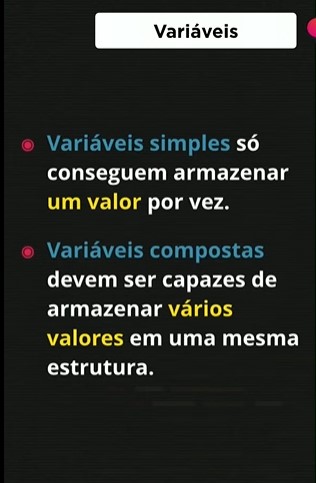 Variáveis
Variáveis simples só
conseguem armazenar
um valor por vez.
Variáveis compostas
devem ser capazes de
armazenar vários
valores em uma mesma
estrutura.